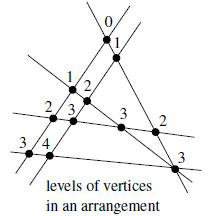 0
1
1
2
2 3 3 2
3 4 3
levels of vertices
in an arrangement